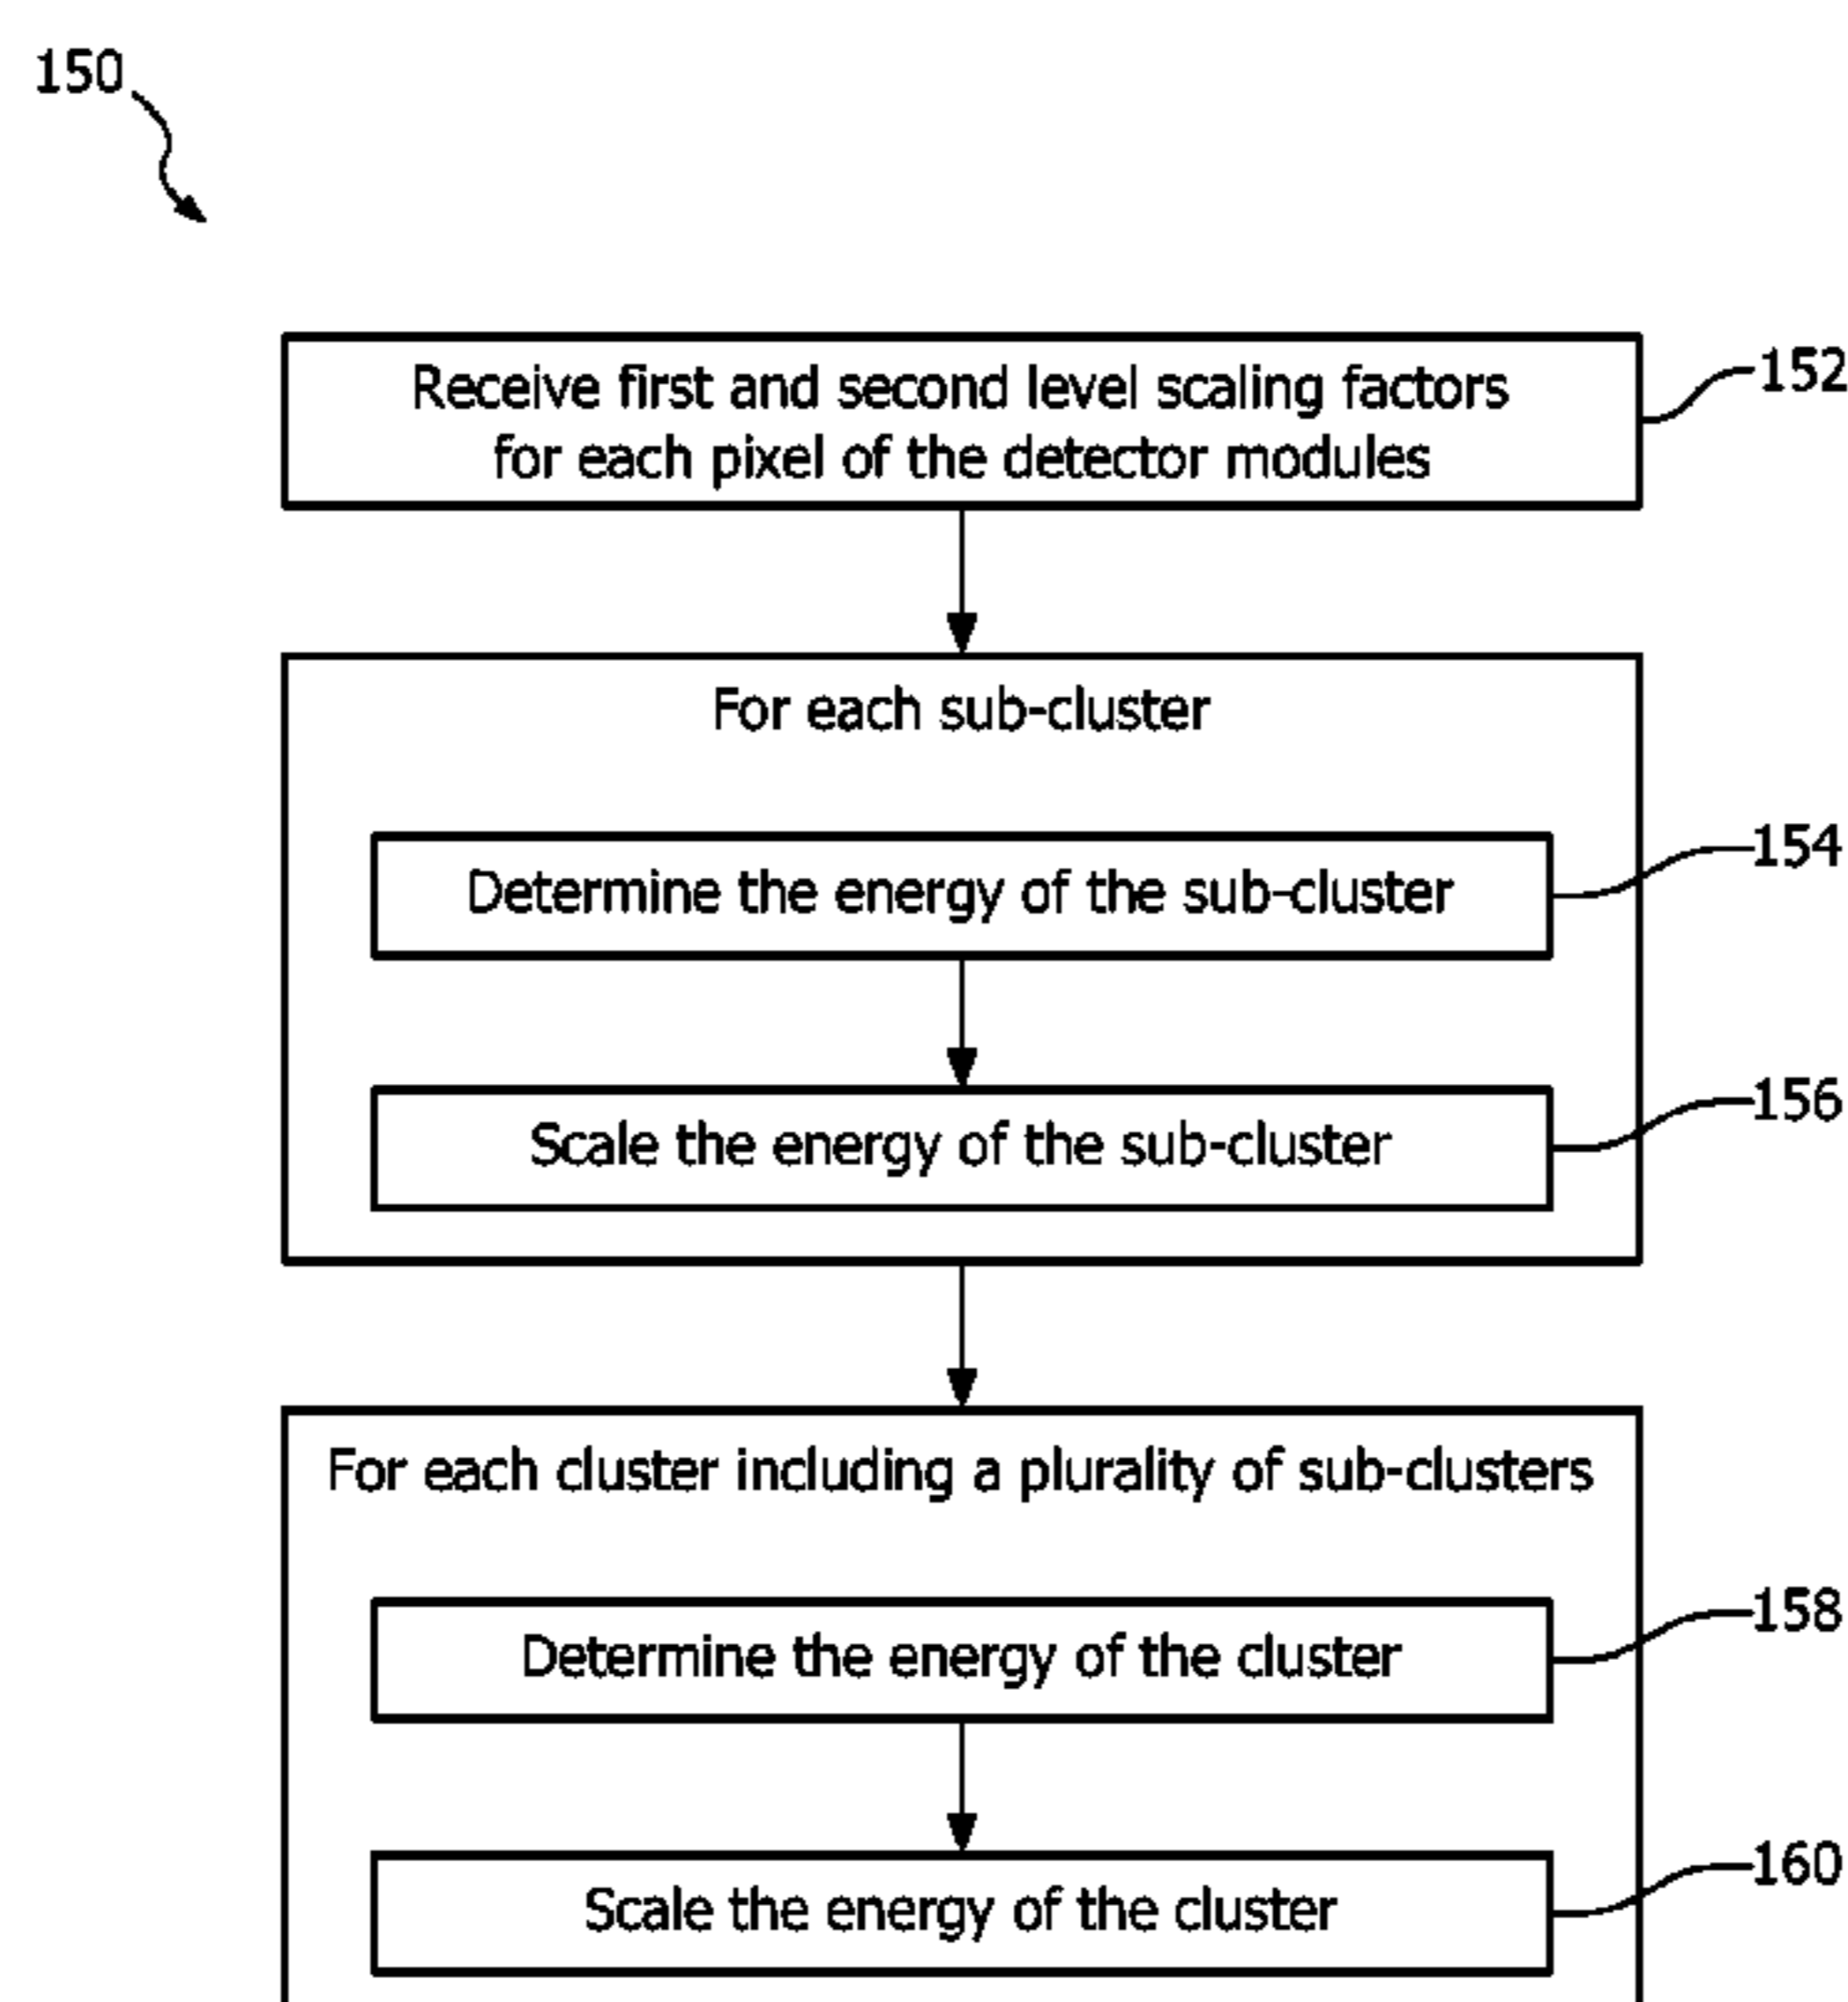 150
Receive first and second level scaling factors
for each pixel of the detector modules
152
For each sub-cluster
Determine the energy of the sub-cluster
154
Scale the energy of the sub-cluster
156
For each cluster including a plurality of sub-clusters
Determine the energy of the cluster
158
Scale the energy of the cluster
160